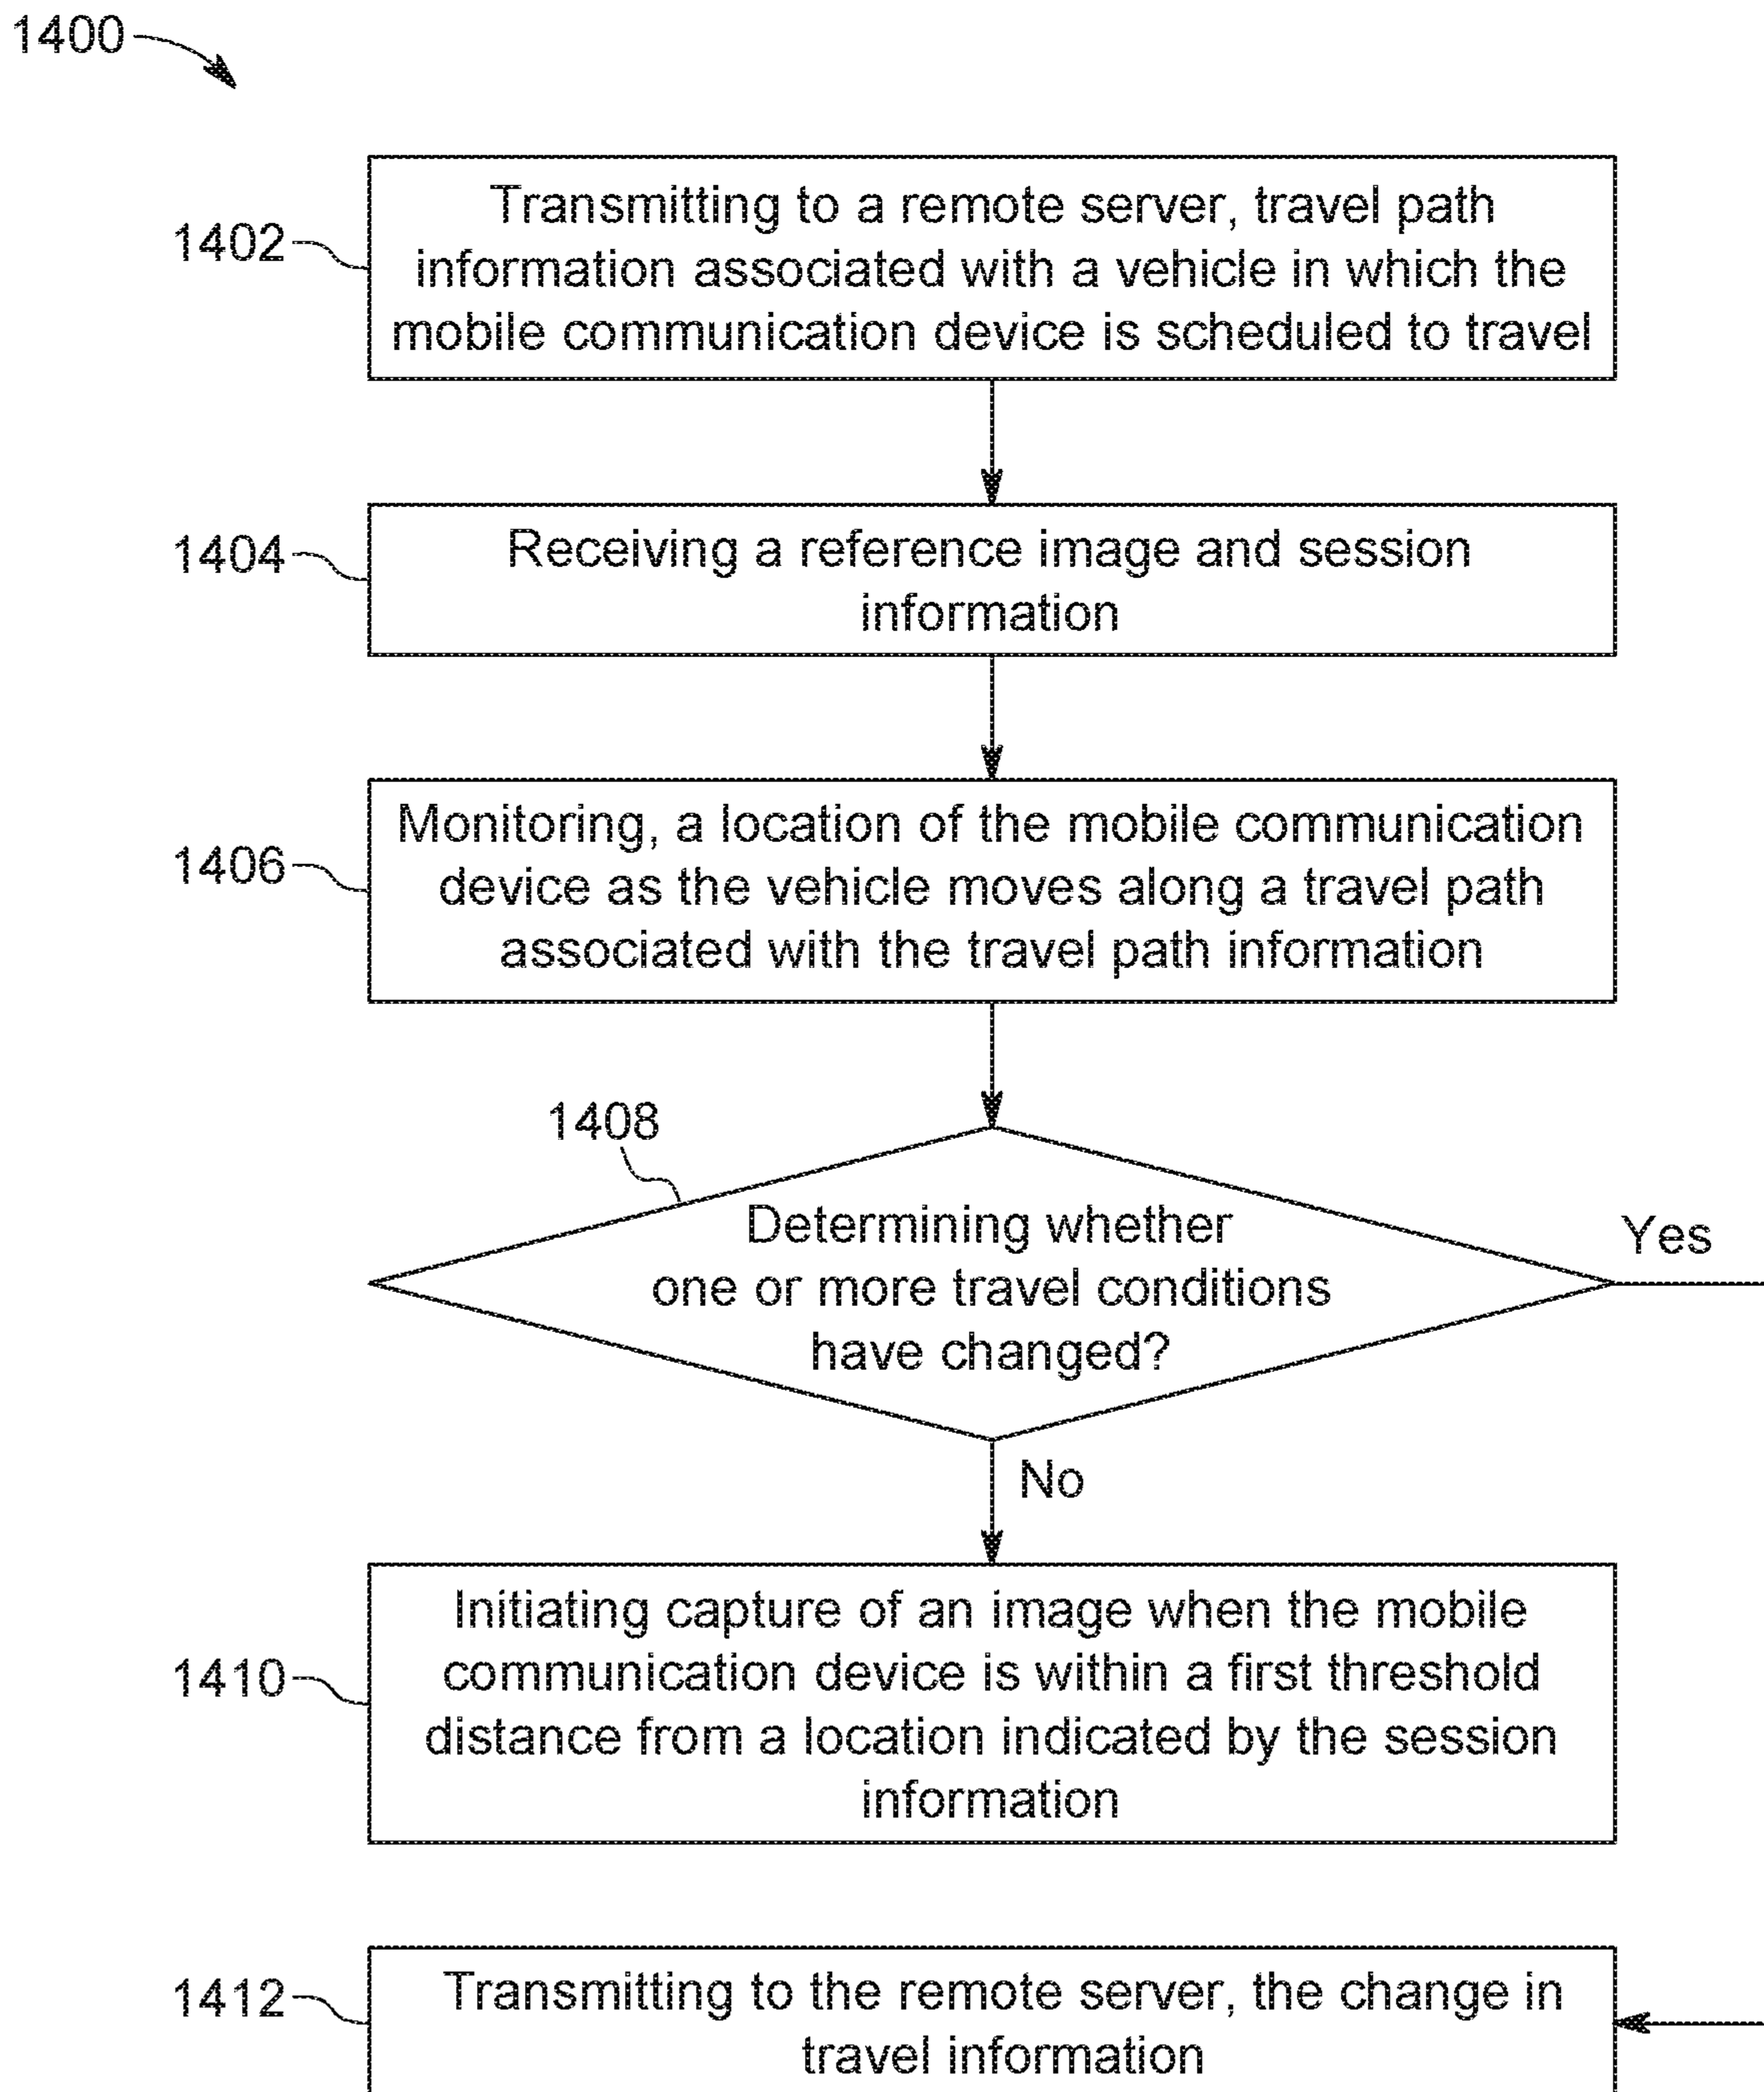 1400
1402
Transmitting to a remote server, travel path
information associated with a vehicle in which the
mobile communication device is scheduled to travel
1404
Receiving a reference image and session
information
1406
Monitoring, a location of the mobile communication
device as the vehicle moves along a travel path
associated with the travel path information
1408
Determining whether
one or more travel conditions
have changed?
Yes
No
1410
Initiating capture of an image when the mobile
communication device is within a first threshold
distance from a location indicated by the session
information
1412
Transmitting to the remote server, the change in
travel information